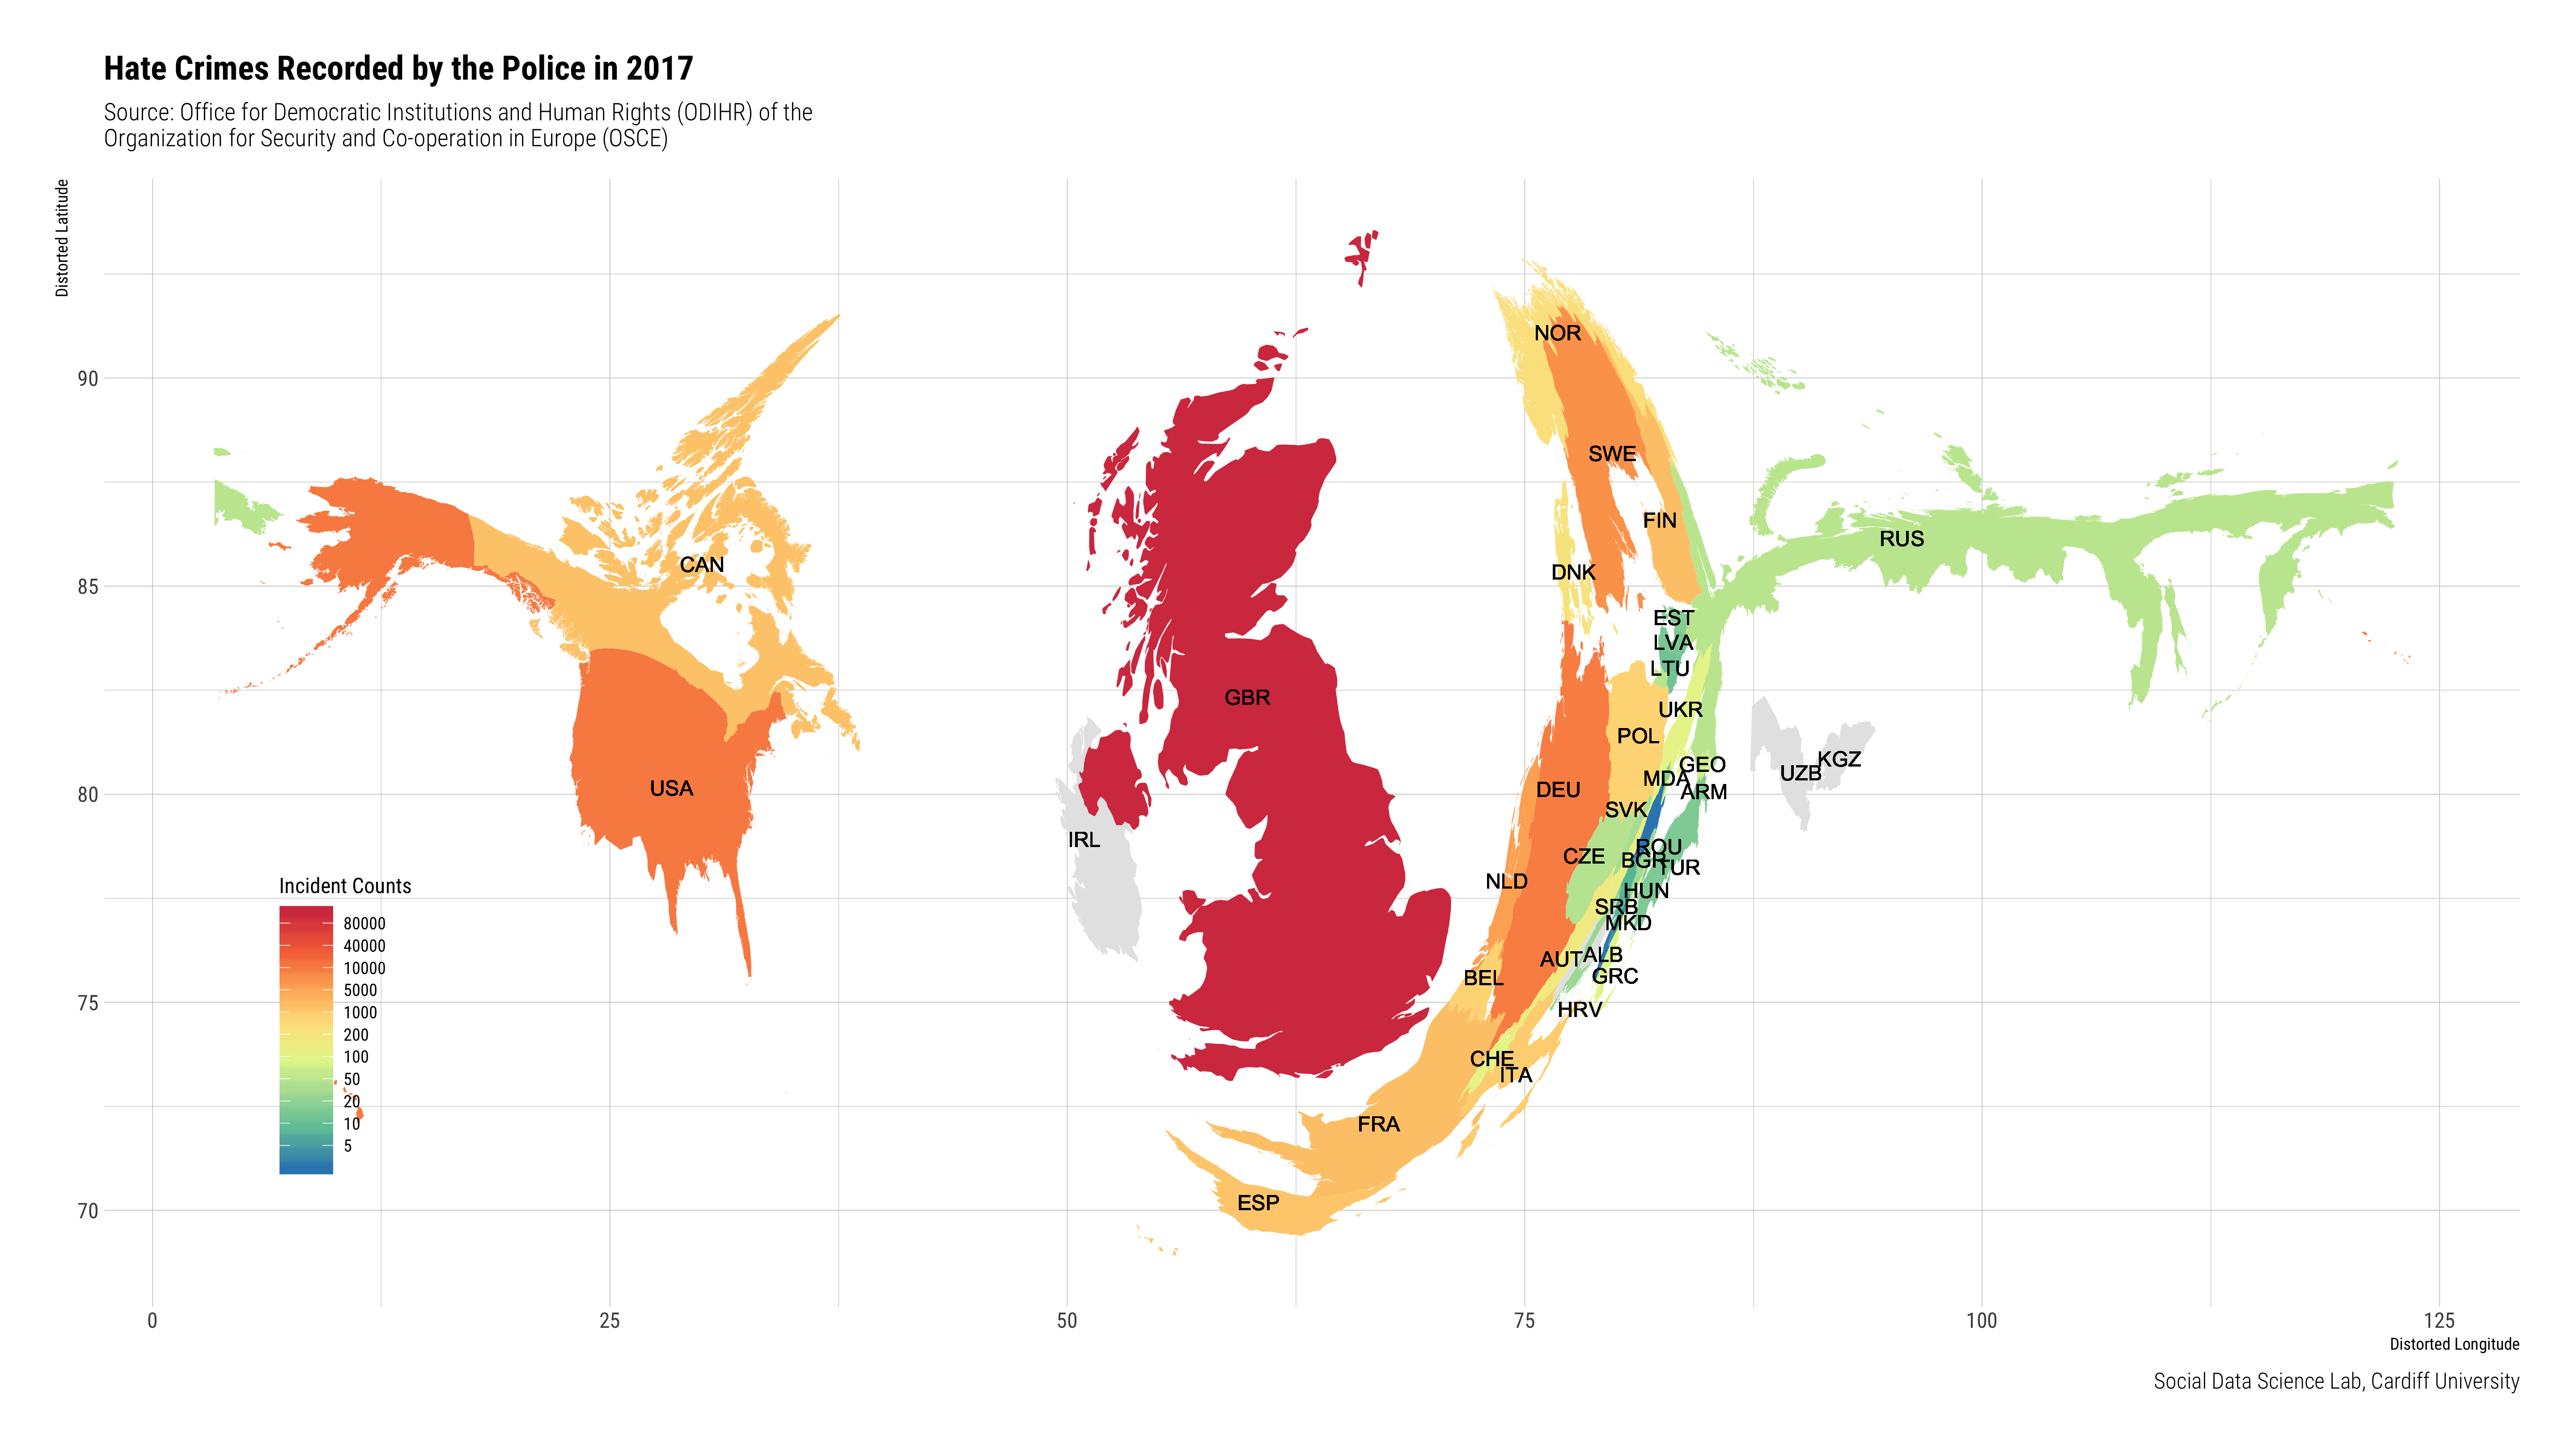 Hate Crimes Recorded by the Police in 2017
Source: Office for Democratic Institutions and Human Rights (ODIHR) of the
Organization for Security and Co-operation in Europe (OSCE)
Distorted Latitude
90
85
80
75
70
NOR
SWE
FIN
RUS
CAN
DNK
EST
LVA
LTU
GBR
UKR
POL
GEO
KGZ
UZB
MDA
ARM
USA
DEU
SVK
IRL
ROU
CZE
BGR
TUR
NLD
HUN
SRB
MKD
AUT
ALB
BEL
GRC
HRV
CHE
ITA
FRA
ESP
Incident Counts
80000
40000
10000
5000
1000
200
100
50
20
10
5
0
25
50
75
100
125
Distorted Longitude
Social Data Science Lab, Cardiff University